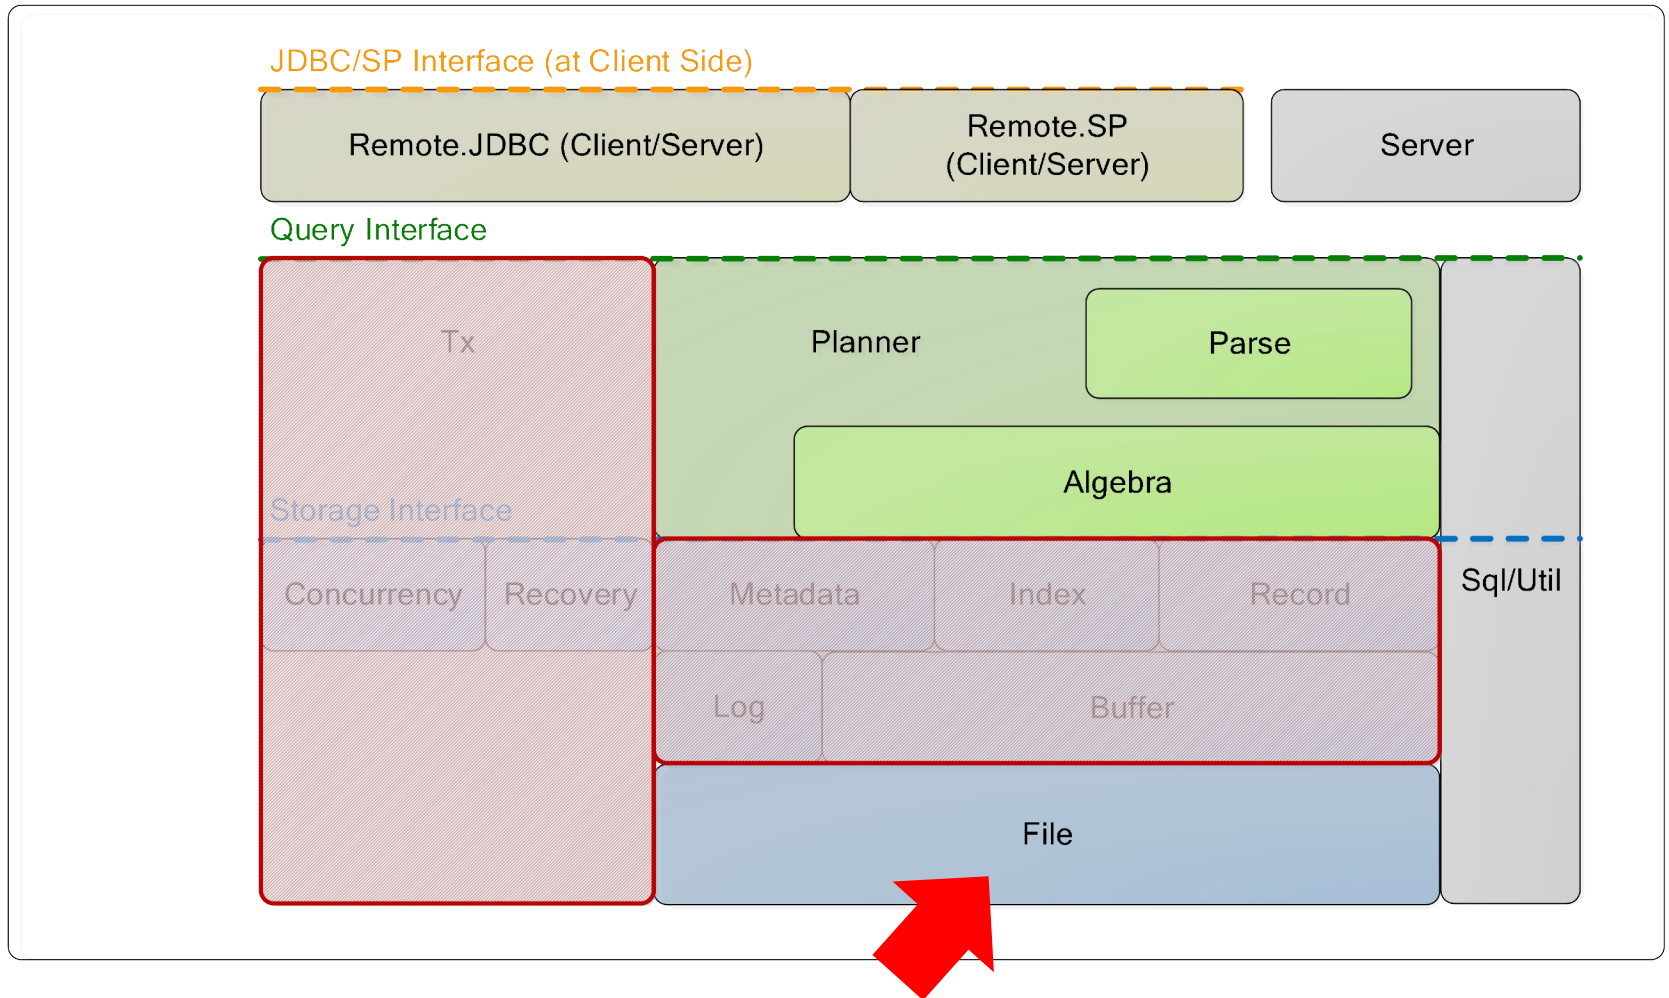 JDBC/SP Interface (at Client Side)
Remote.JDBC (Client/Server)
Remote.SP
(Client/Server)
Server
Query Interface
Tx
Planner
Parse
Algebra
Storage Interface
Concurrency
Recovery
Metadata
Index
Record
Sql/Util
Log
Buffer
File